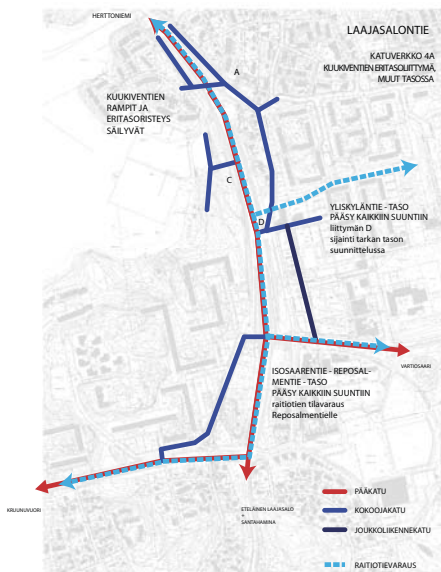 HERTTONIEMI
LAAJASALONTIE
KATUVERKKO 4A
KUUKIVENTIEN ERITASOLIITTYMÄ,
MUUT TASOSSA
A
KUUKIVENTIEN
RAMPIT JA
ERITASORISTEYS
SÄILYVÄT
C
D
YLISKYLÄNTIE - TASO
PÄÄSY KAIKKIIN SUUNTIIN
liittymän D
sijainti tarkan tason
suunnittelussa
VARTIOSAARI
ISOSAARENTIE - REPOSAL-
MENTIE - TASO
PÄÄSY KAIKKIIN SUUNTIIN
raitiotien tilavaraus
Reposalmentielle
KRUUNUVUORI
ETELÄINEN LAAJASALO
+
SANTAHAMINA
PÄÄKATU
KOKOOJAKATU
JOUKKOLIIKENNEKATU
RAITIOTIEVARAUS